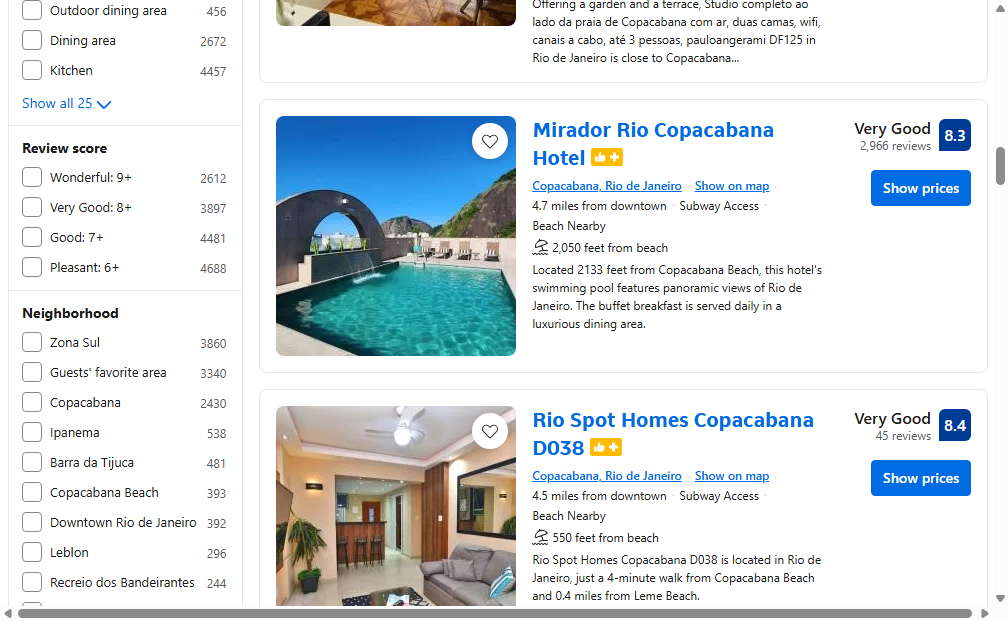 Outdoor dining area 456
Dining area 2672
Kitchen 4457
Show all 25
Review score
Wonderful: 9+ 2612
Very Good: 8+ 3897
Good: 7+ 4481
Pleasant: 6+ 4688
Neighborhood
Zona Sul 3860
Guests' favorite area 3340
Copacabana 2430
Ipanema 538
Barra da Tijuca 481
Copacabana Beach 393
Downtown Rio de Janeiro 392
Leblon 296
Recreio dos Bandeirantes 244
Offering a garden and a terrace, Studio completo ao
lado da praia de Copacabana com ar, duas camas, wifi,
canais a cabo, até 3 pessoas, pauloangerami DF125 in
Rio de Janeiro is close to Copacabana...
Mirador Rio Copacabana
Hotel
Copacabana, Rio de Janeiro Show on map
4.7 miles from downtown Subway Access
Beach Nearby
2,050 feet from beach
Located 2133 feet from Copacabana Beach, this hotel's
swimming pool features panoramic views of Rio de
Janeiro. The buffet breakfast is served daily in a
luxurious dining area.
Very Good 8.3
2,966 reviews
Show prices
Rio Spot Homes Copacabana
D038
Copacabana, Rio de Janeiro Show on map
4.5 miles from downtown Subway Access
Beach Nearby
550 feet from beach
Rio Spot Homes Copacabana D038 is located in Rio de
Janeiro, just a 4-minute walk from Copacabana Beach
and 0.4 miles from Leme Beach.
Very Good 8.4
45 reviews
Show prices